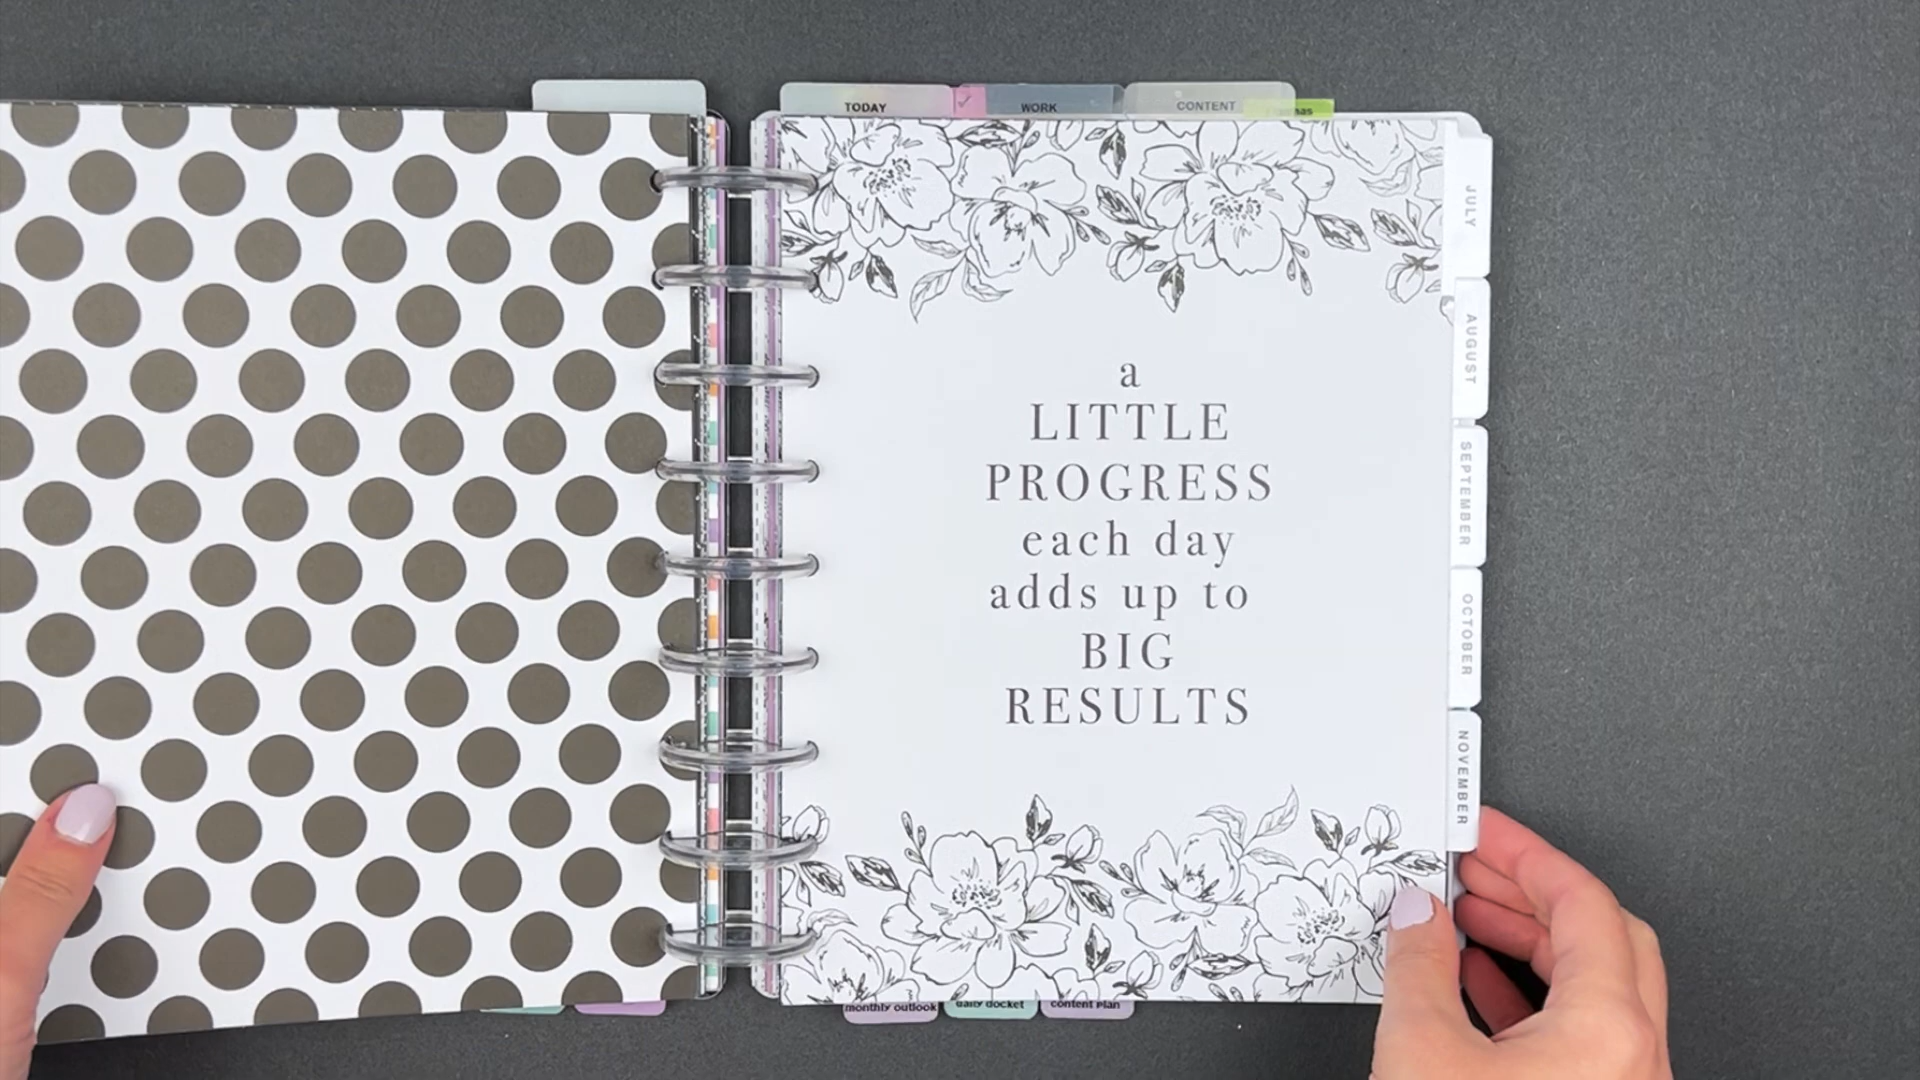 TODAY
WORK
CONTENT
a
LITTLE
PROGRESS
each day
adds up to
BIG
RESULTS
JULY
AUGUST
SEPTEMBER
OCTOBER
NOVEMBER
monthly outlook
daily docket
content plan